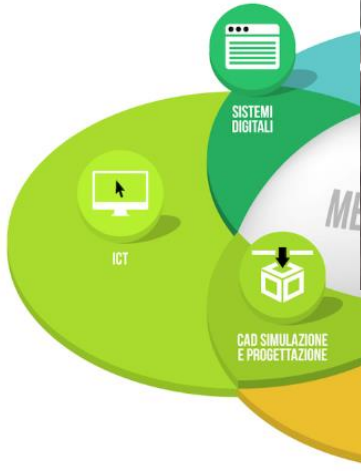 SISTEMI
DIGITALI
ICT
CAD SIMULAZIONE
E PROGETTAZIONE